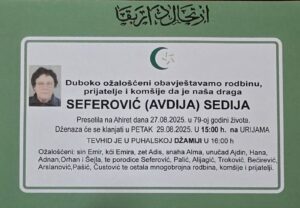 Duboko ožalošćeni obavještavamo rodbinu,
prijatelje i komšije da je naša draga
SEFEROVIĆ (AVDIJA) SEDIJA
Preselila na Ahiret dana 27.08.2025. u 79-oj godini života.
Dženaza će se klanjati u PETAK 29.08.2025. U 15:00 h. na URIJAMA
TEVHID JE U PUHALSKOJ DŽAMIJI U 16:00 h
Ožalošćeni: sin Emir, kći Emira, zet Adis, snaha Alma, unučad Ajdin, Hana,
Adnan,Orhan i Šejla, te porodice Seferović, Palić, Alijagić, Troković, Bećirević,
Arslanović,Pašić, Čustović te ostala mnogobrojna rodbina, komšije i prijatelji.